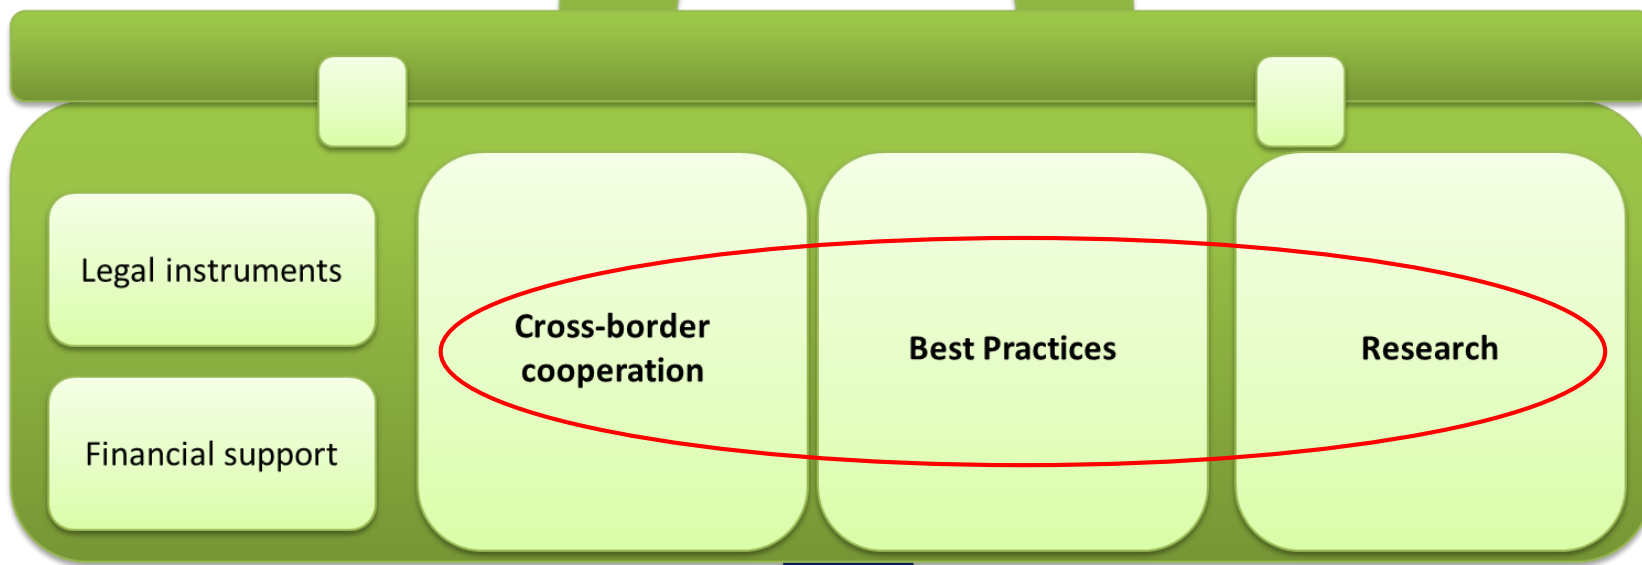 Legal instruments
Financial support
Cross-border
cooperation
Best Practices
Research